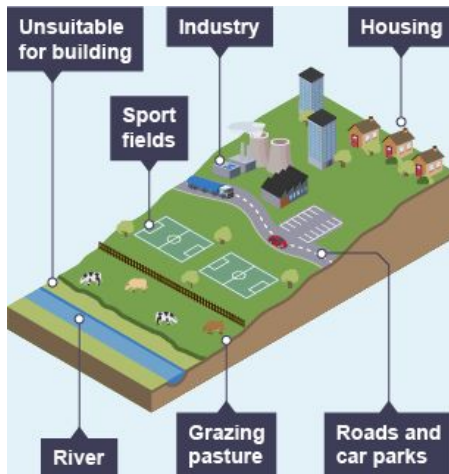 Unsuitable
for building
Industry
Housing
Sport
fields
River
Grazing
pasture
Roads and
car parks